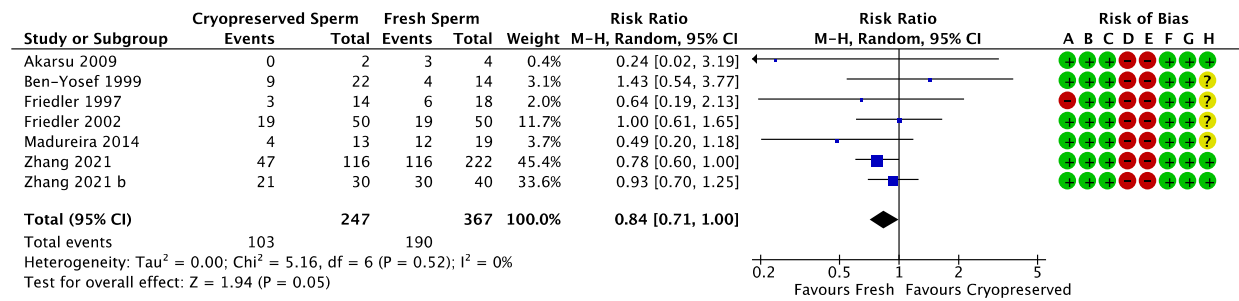 Cryopreserved Sperm Fresh Sperm Risk Ratio Risk Ratio Risk of Bias
Study or Subgroup Events Total Events Total Weight M-H, Random, 95% CI M-H, Random, 95% CI A B C D E F G H
Akarsu 2009 0 2 3 4 0.4% 0.24 [0.02, 3.19] + + + - - + + +
Ben-Yosef 1999 9 22 4 14 3.1% 1.43 [0.54, 3.77] + + + - - + + ?
Friedler 1997 3 14 6 18 2.0% 0.64 [0.19, 2.13] - + + - - + + ?
Friedler 2002 19 50 19 50 11.7% 1.00 [0.61, 1.65] + + + - - + + ?
Madureira 2014 4 13 12 19 3.7% 0.49 [0.20, 1.18] + + + - - + + ?
Zhang 2021 47 116 116 222 45.4% 0.78 [0.60, 1.00] + + + - - + + +
Zhang 2021 b 21 30 30 40 33.6% 0.93 [0.70, 1.25] + + + - - + + +
Total (95% CI) 247 367 100.0% 0.84 [0.71, 1.00]
Total events 103 190
Heterogeneity: Tau² = 0.00; Chi² = 5.16, df = 6 (P = 0.52); I² = 0%
Test for overall effect: Z = 1.94 (P = 0.05)
0.2 0.5 1 2 5
Favours Fresh Favours Cryopreserved